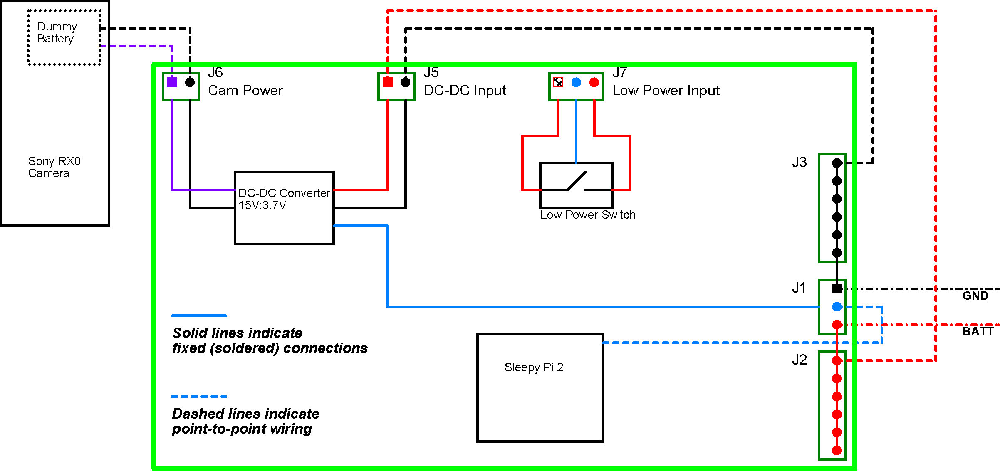 Dummy
Battery
J6
Cam Power
J5
DC-DC Input
J7
Low Power Input
Sony RX0
Camera
DC-DC Converter
15V:3.7V
Low Power Switch
J3
J1
GND
BATT
Solid lines indicate
fixed (soldered) connections
J2
Sleepy Pi 2
Dashed lines indicate
point-to-point wiring